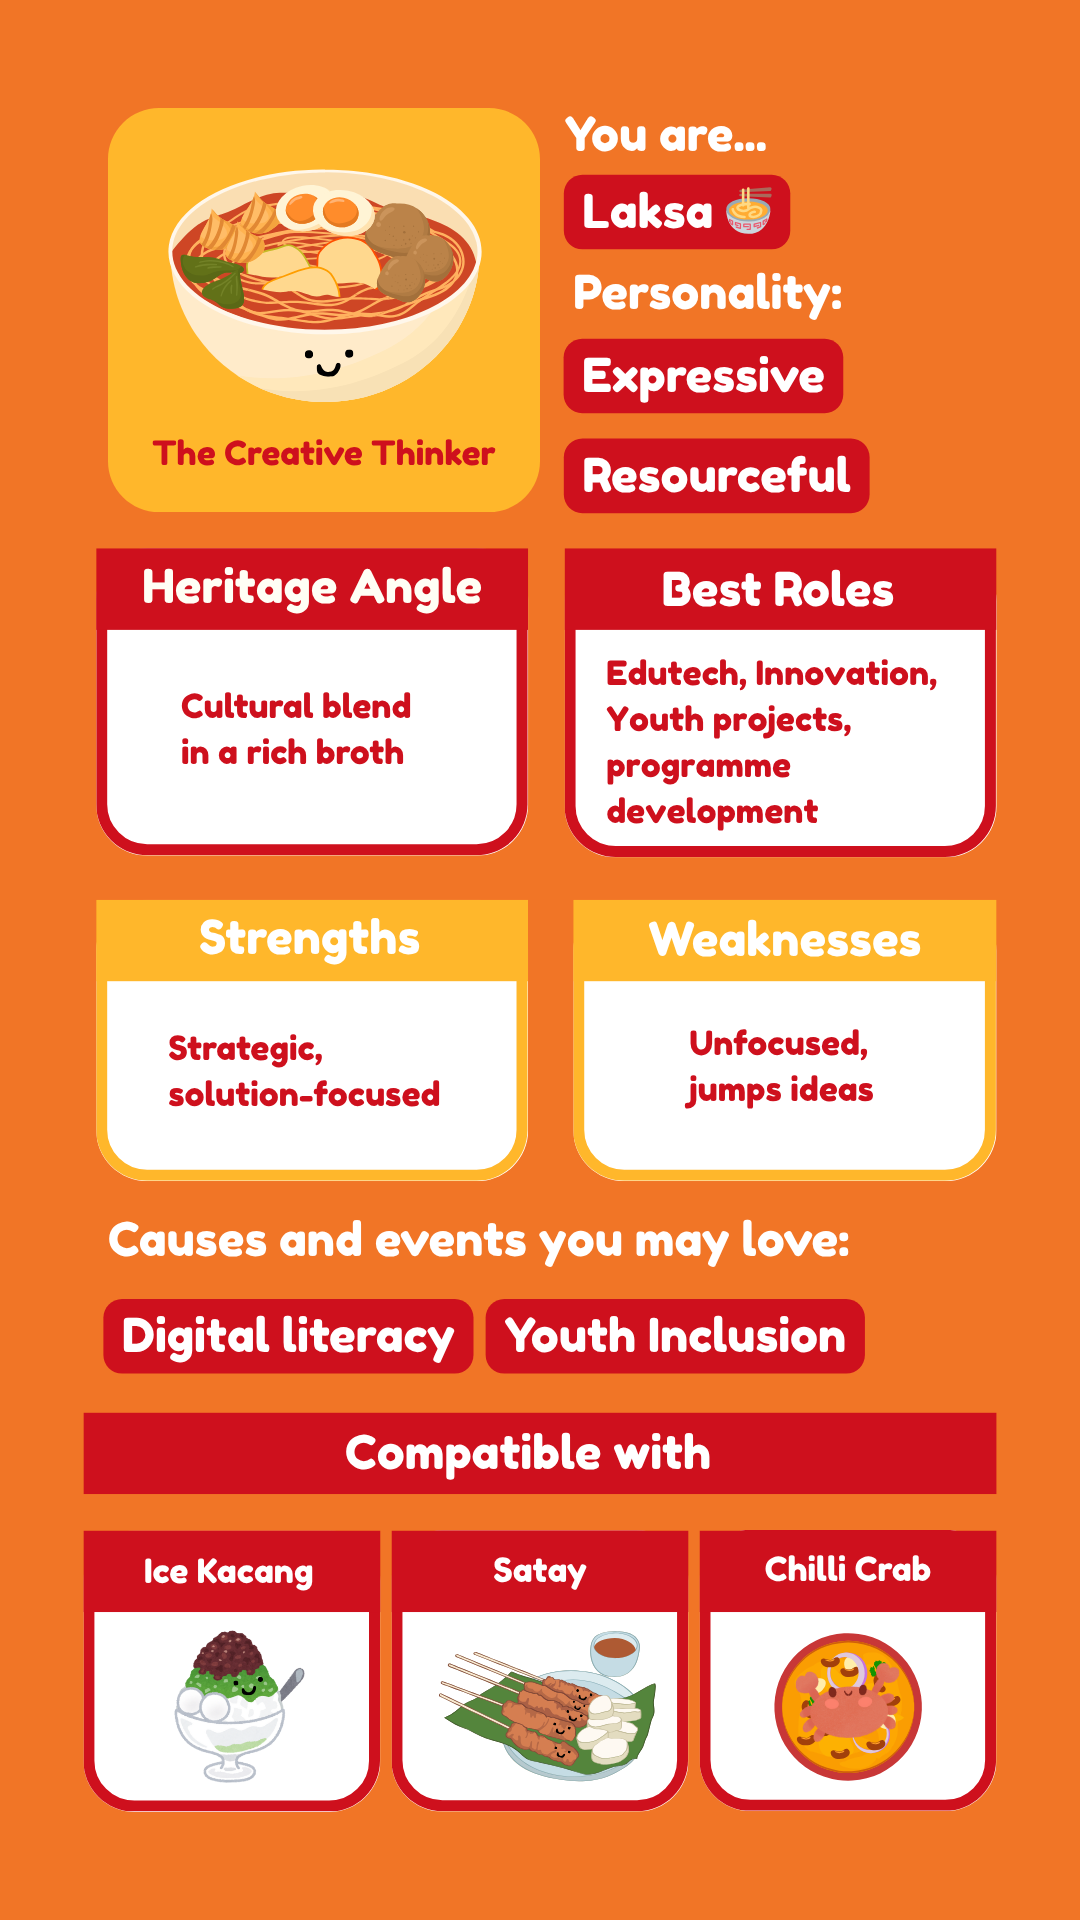 You are...
Laksa 🍜
Personality:
Expressive
Resourceful
The Creative Thinker
Heritage Angle
Cultural blend
in a rich broth
Best Roles
Edutech, Innovation,
Youth projects,
programme
development
Strengths
Strategic,
solution-focused
Weaknesses
Unfocused,
jumps ideas
Causes and events you may love:
Digital literacy
Youth Inclusion
Compatible with
Ice Kacang
Satay
Chilli Crab